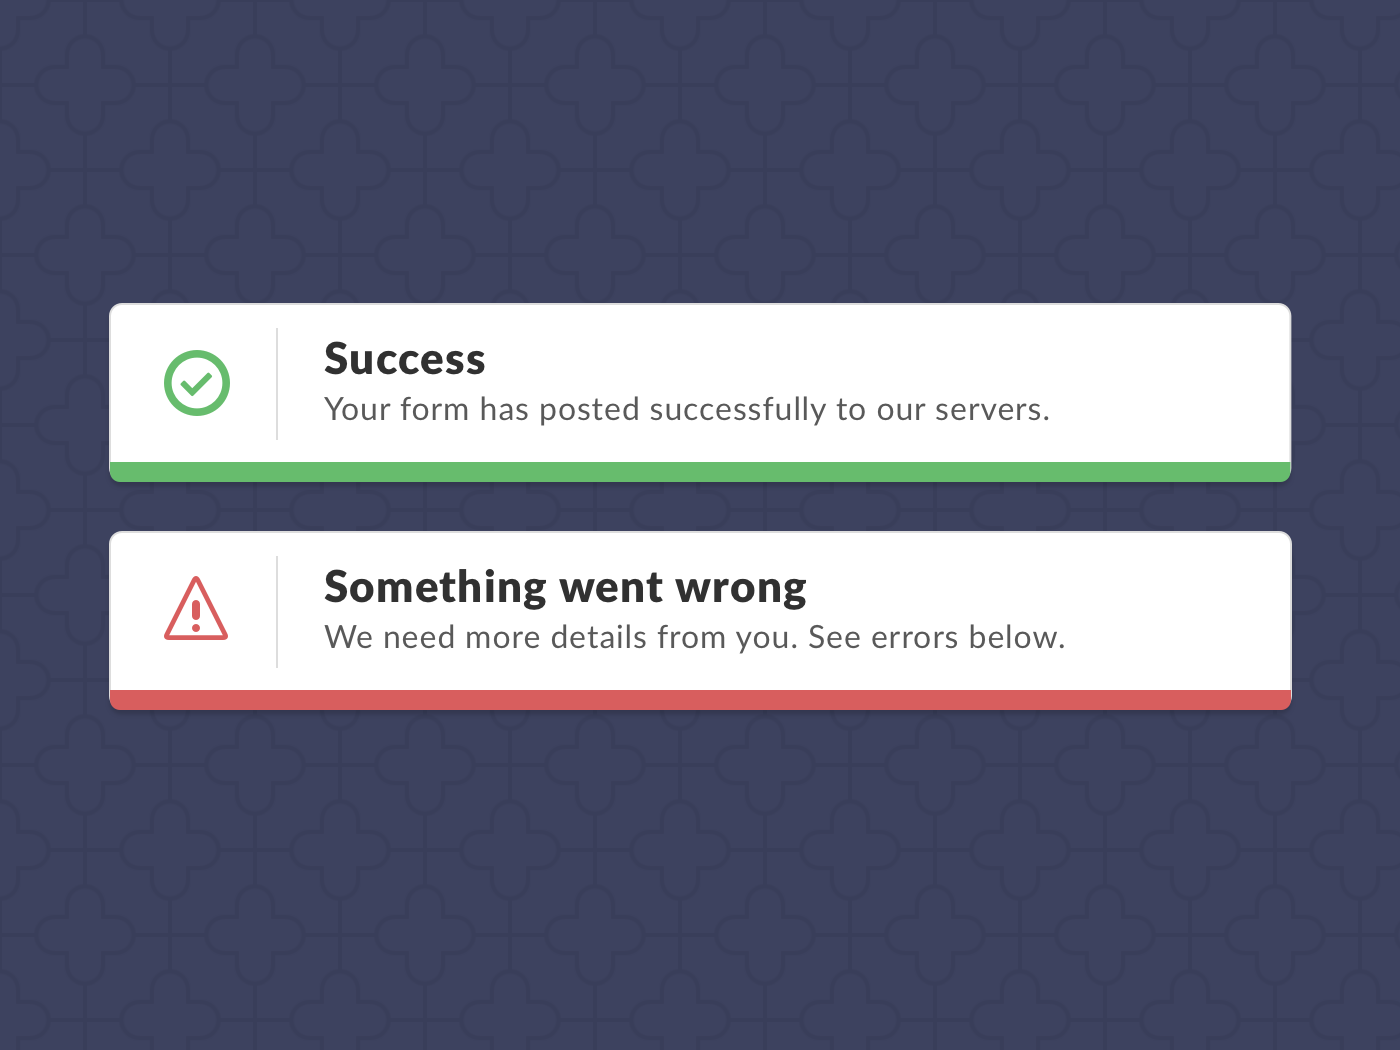 Success
Your form has posted successfully to our servers.
Something went wrong
We need more details from you. See errors below.